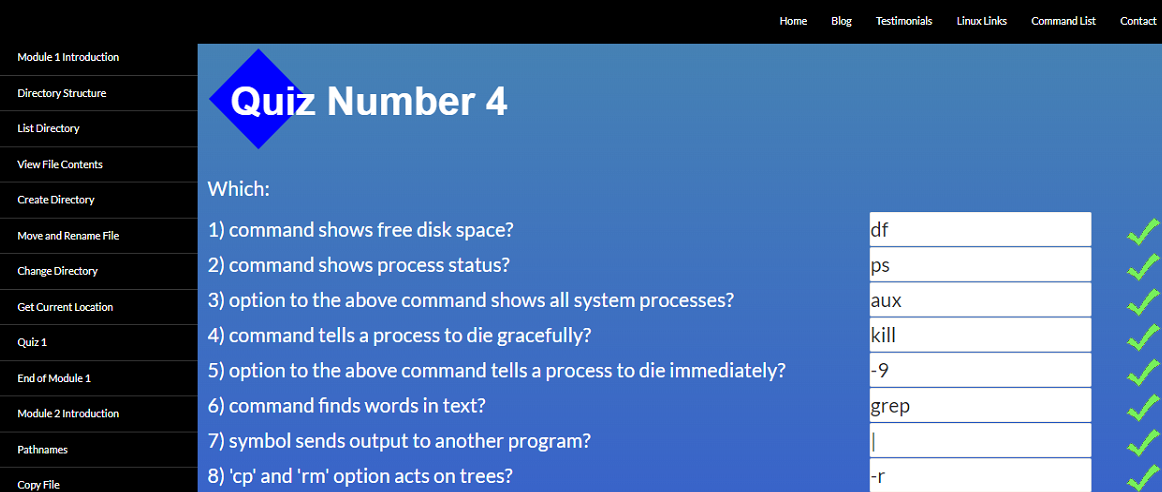 Home Blog Testimonials Linux Links Command List Contact
Module 1 Introduction
Directory Structure
List Directory
View File Contents
Create Directory
Move and Rename File
Change Directory
Get Current Location
Quiz 1
End of Module 1
Module 2 Introduction
Pathnames
Copy File
Quiz Number 4
Which:
1) command shows free disk space? df
2) command shows process status? ps
3) option to the above command shows all system processes? aux
4) command tells a process to die gracefully? kill
5) option to the above command tells a process to die immediately? -9
6) command finds words in text? grep
7) symbol sends output to another program? |
8) 'cp' and 'rm' option acts on trees? -r